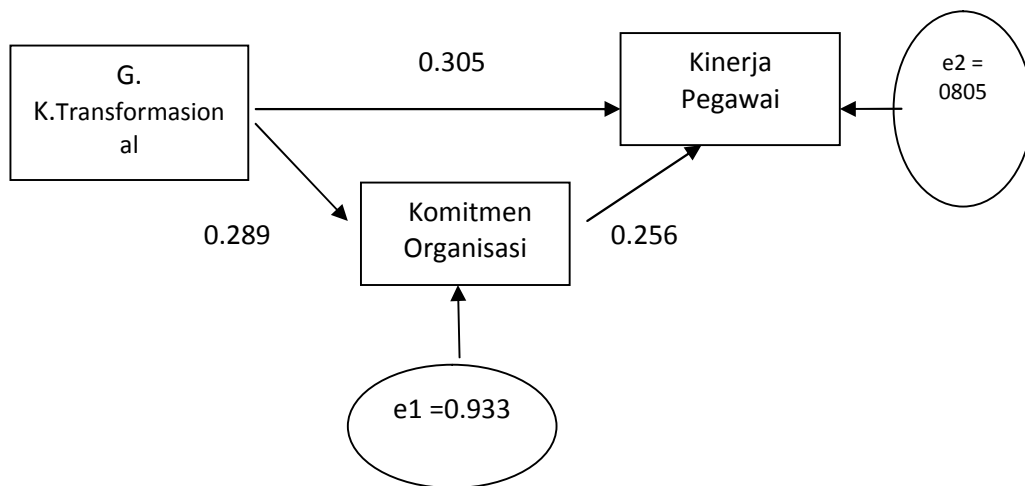 G.
K.Transformasion
al
0.305
Kinerja
Pegawai
e2 =
0805
0.289
Komitmen
Organisasi
0.256
e1 =0.933